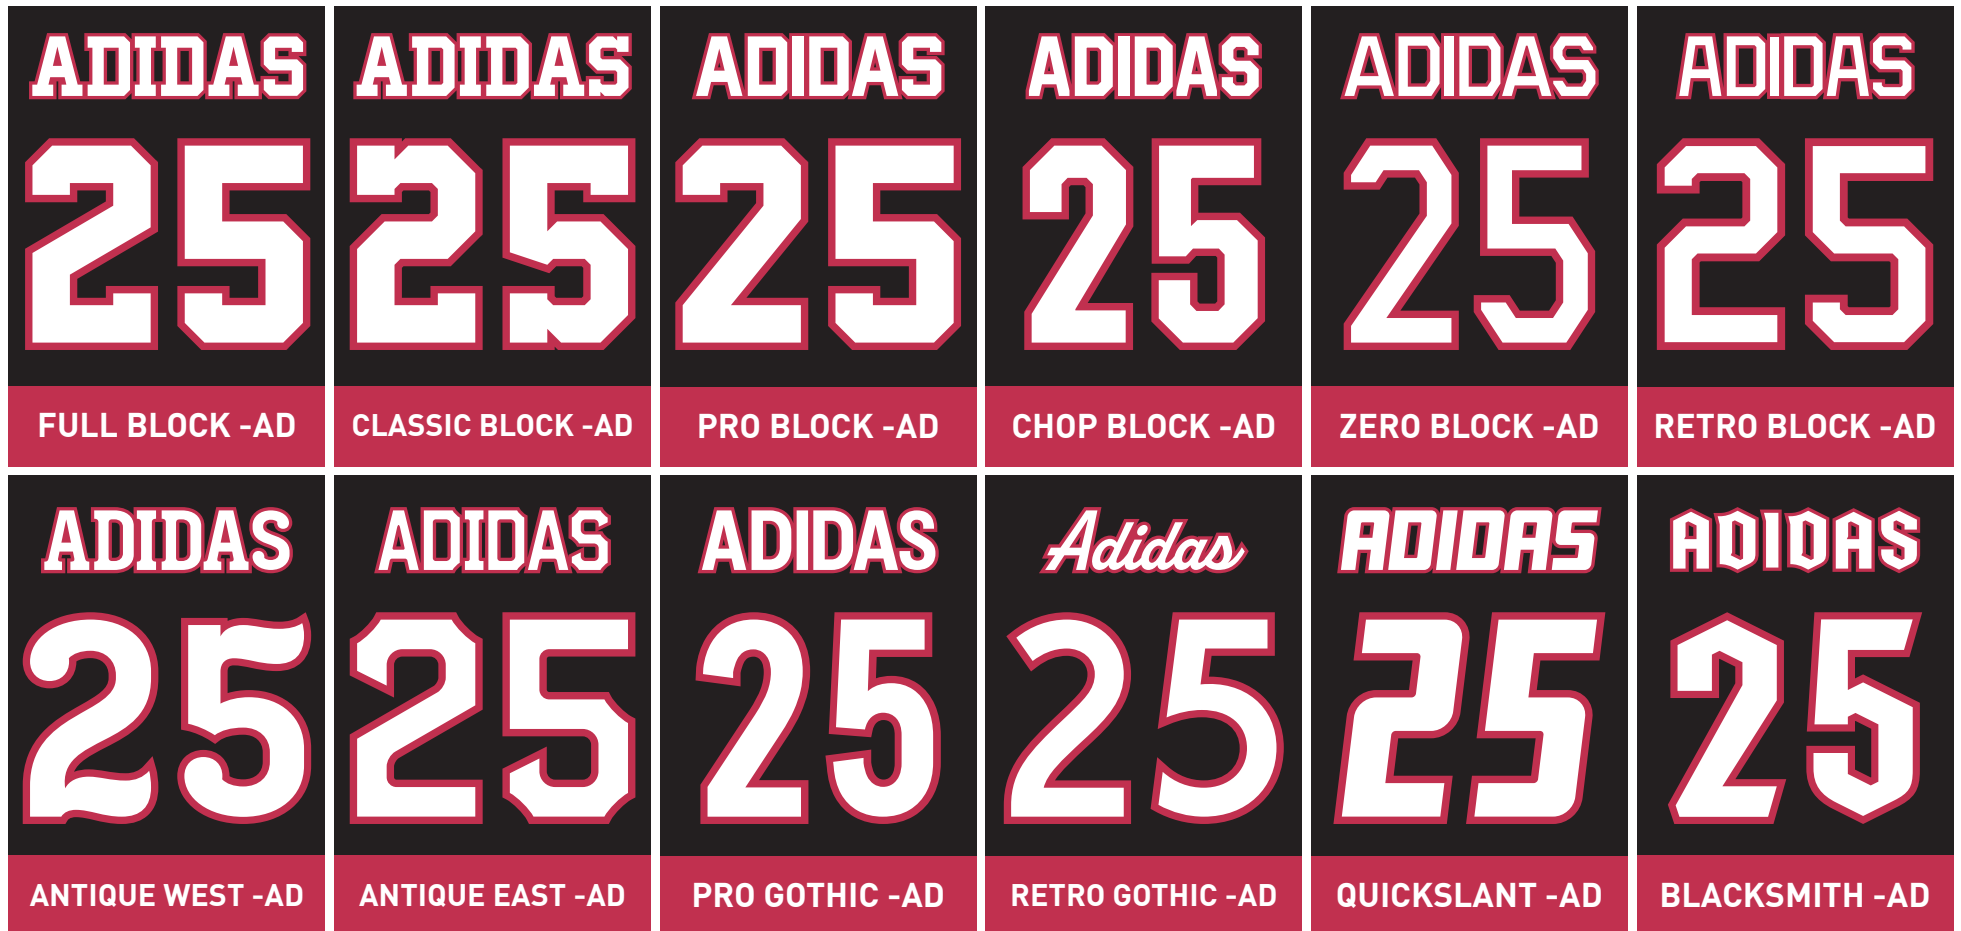 ADIDAS
25
FULL BLOCK -AD
ADIDAS
25
CLASSIC BLOCK -AD
ADIDAS
25
PRO BLOCK -AD
ADIDAS
25
CHOP BLOCK -AD
ADIDAS
25
ZERO BLOCK -AD
ADIDAS
25
RETRO BLOCK -AD
ADIDAS
25
ANTIQUE WEST -AD
ADIDAS
25
ANTIQUE EAST -AD
ADIDAS
25
PRO GOTHIC -AD
Adidas
25
RETRO GOTHIC -AD
ADIDAS
25
QUICKSLANT -AD
ADIDAS
25
BLACKSMITH -AD